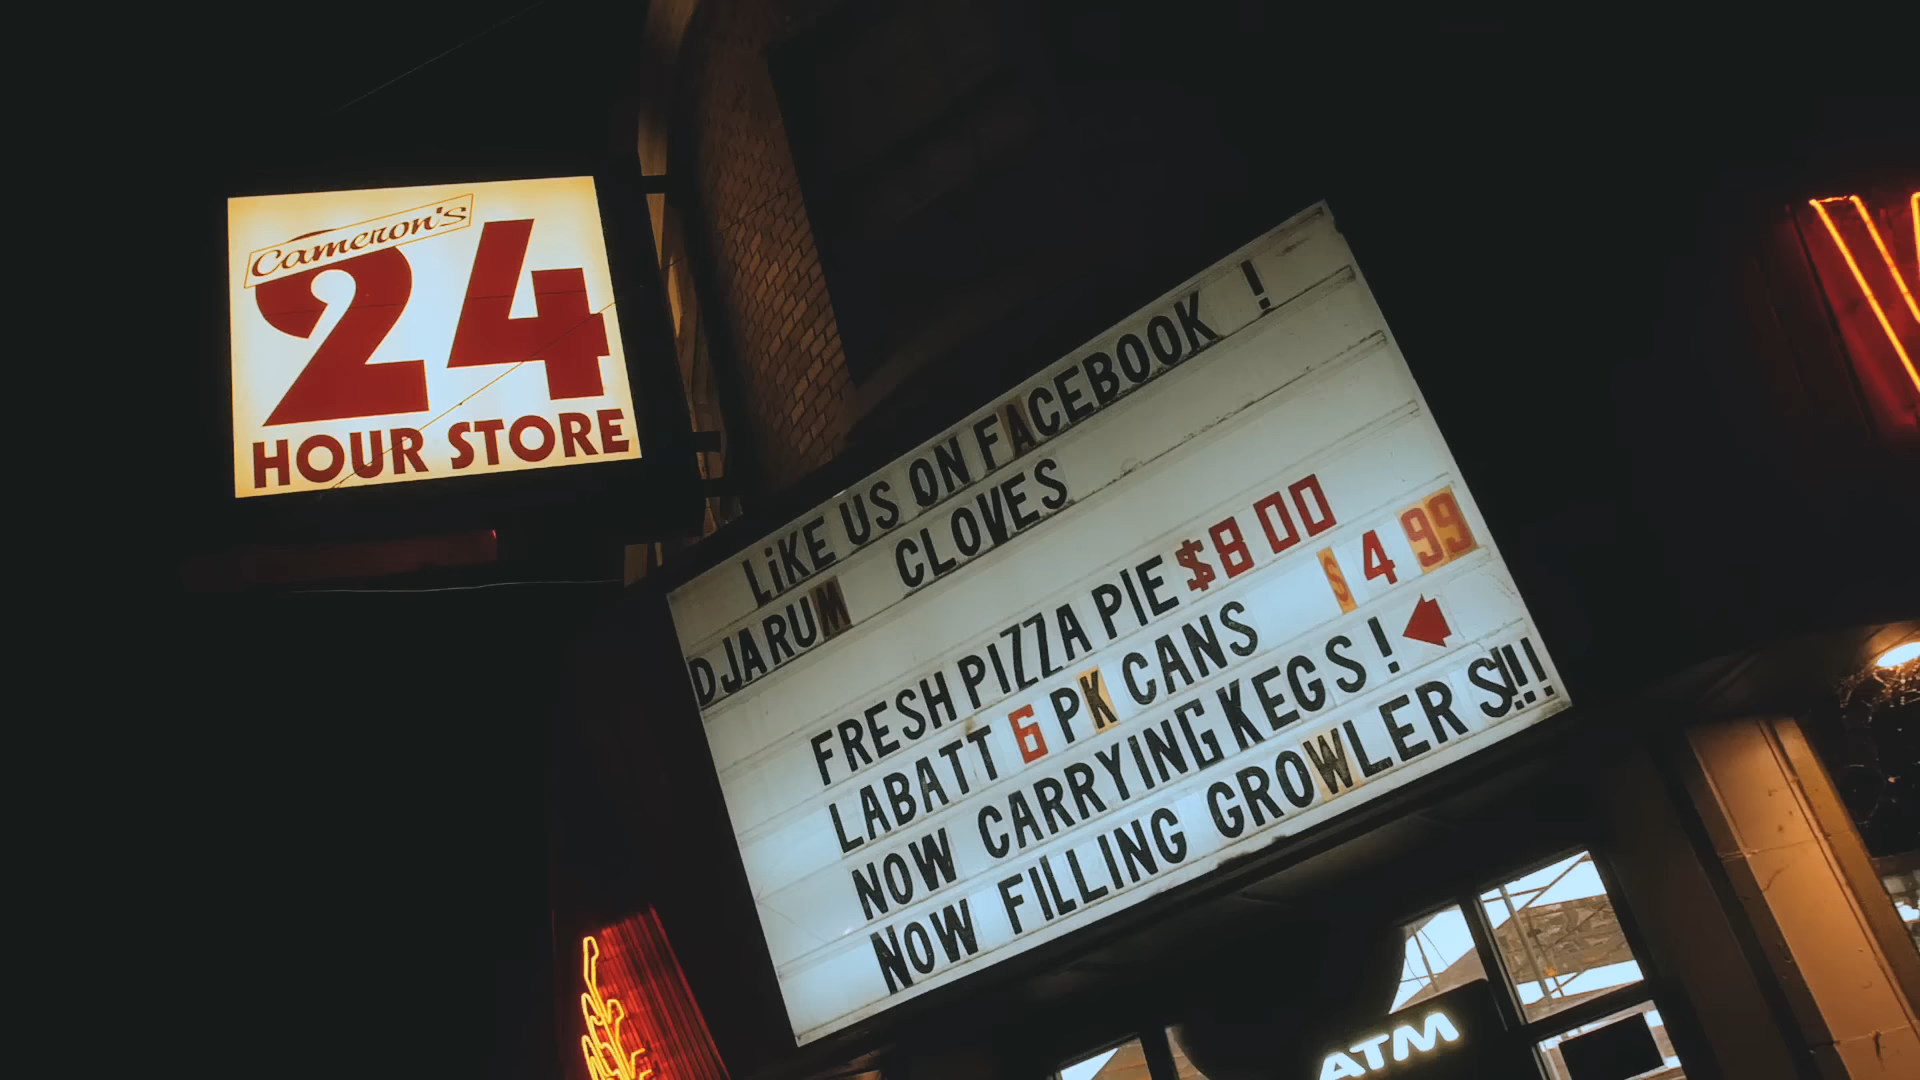 Cameron's
24
HOUR STORE
LiKE US ON FACEBOOK !
DJARUM CLOVES
FRESH PIZZA PIE $8 00
LABATT 6 PK CANS $4 99
NOW CARRYING KEGS !
NOW FILLING GROWLERS!!!
ATM